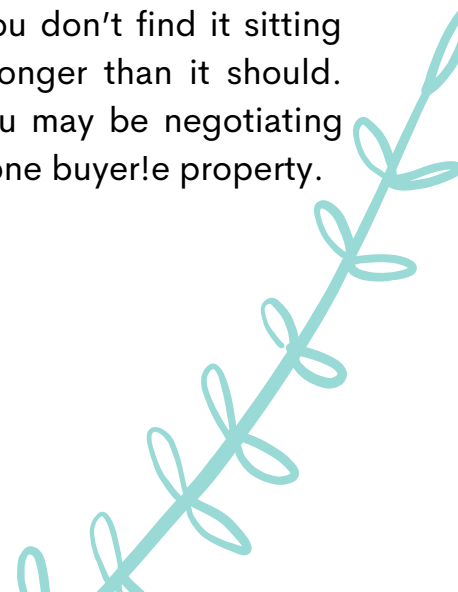 ou don't find it sitting
onger than it should.
u may be negotiating
one buyer!e property.